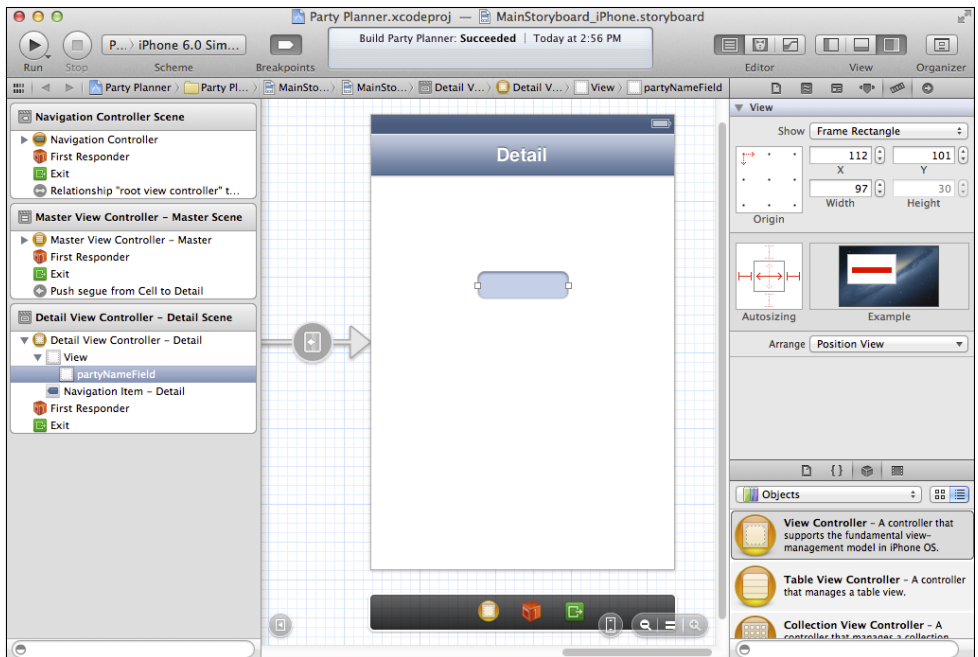 Party Planner.xcodeproj — MainStoryboard_iPhone.storyboard
P...〉iPhone 6.0 Sim...
Build Party Planner: Succeeded | Today at 2:56 PM
Run
Stop
Scheme
Breakpoints
Editor
View
Organizer
Party Planner〉Party Pl...〉MainSto...〉MainSto...〉Detail V...〉Detail V...〉View〉partyNameField
Navigation Controller Scene
Navigation Controller
First Responder
Exit
Relationship "root view controller" t...
Master View Controller – Master Scene
Master View Controller – Master
First Responder
Exit
Push segue from Cell to Detail
Detail View Controller – Detail Scene
Detail View Controller – Detail
View
partyNameField
Navigation Item – Detail
First Responder
Exit
Detail
View
Show Frame Rectangle
112 101
X Y
97 30
Width Height
Origin
Autosizing
Example
Arrange Position View
{}
Objects
View Controller – A controller that
supports the fundamental view-
management model in iPhone OS.
Table View Controller – A controller
that manages a table view.
Collection View Controller – A
controller that manages a collection